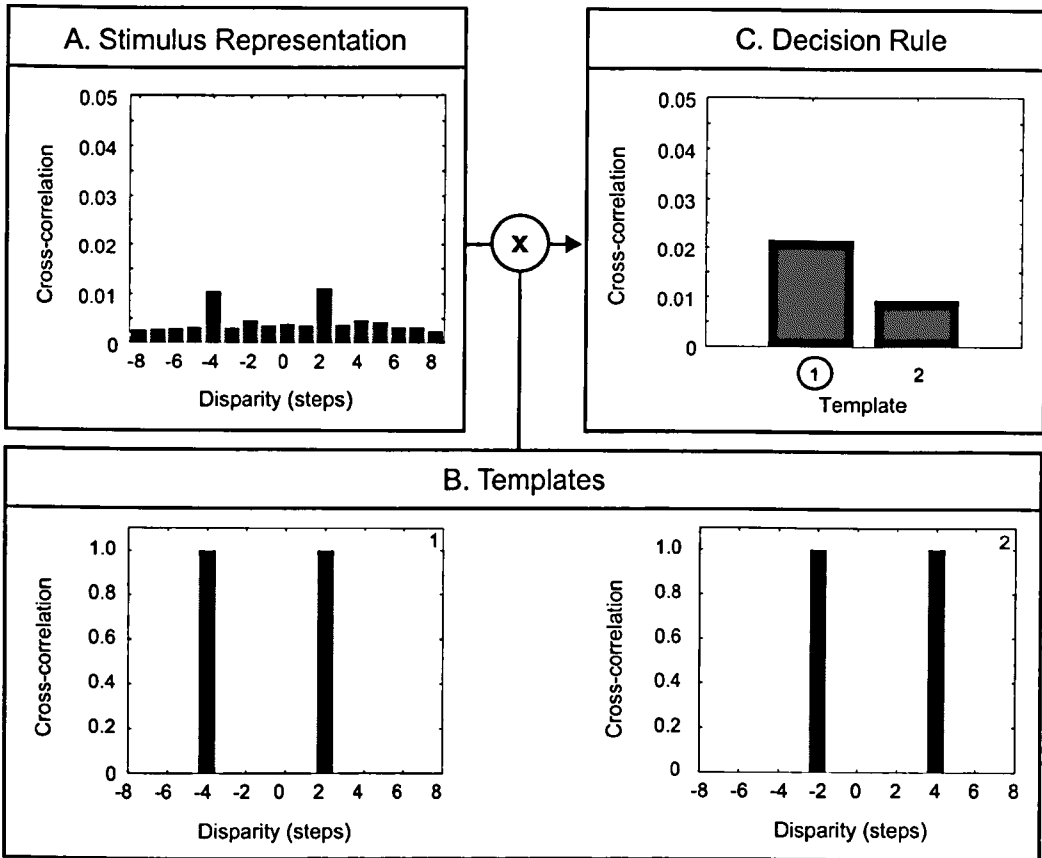 A. Stimulus Representation
0.05
0.04
0.03
0.02
0.01
0
Cross-correlation
-8 -6 -4 -2 0 2 4 6 8
Disparity (steps)
x
C. Decision Rule
0.05
0.04
0.03
0.02
0.01
0
Cross-correlation
1 2
Template
B. Templates
1
1.0
0.8
0.6
0.4
0.2
0
Cross-correlation
-8 -6 -4 -2 0 2 4 6 8
Disparity (steps)
2
1.0
0.8
0.6
0.4
0.2
0
Cross-correlation
-8 -6 -4 -2 0 2 4 6 8
Disparity (steps)